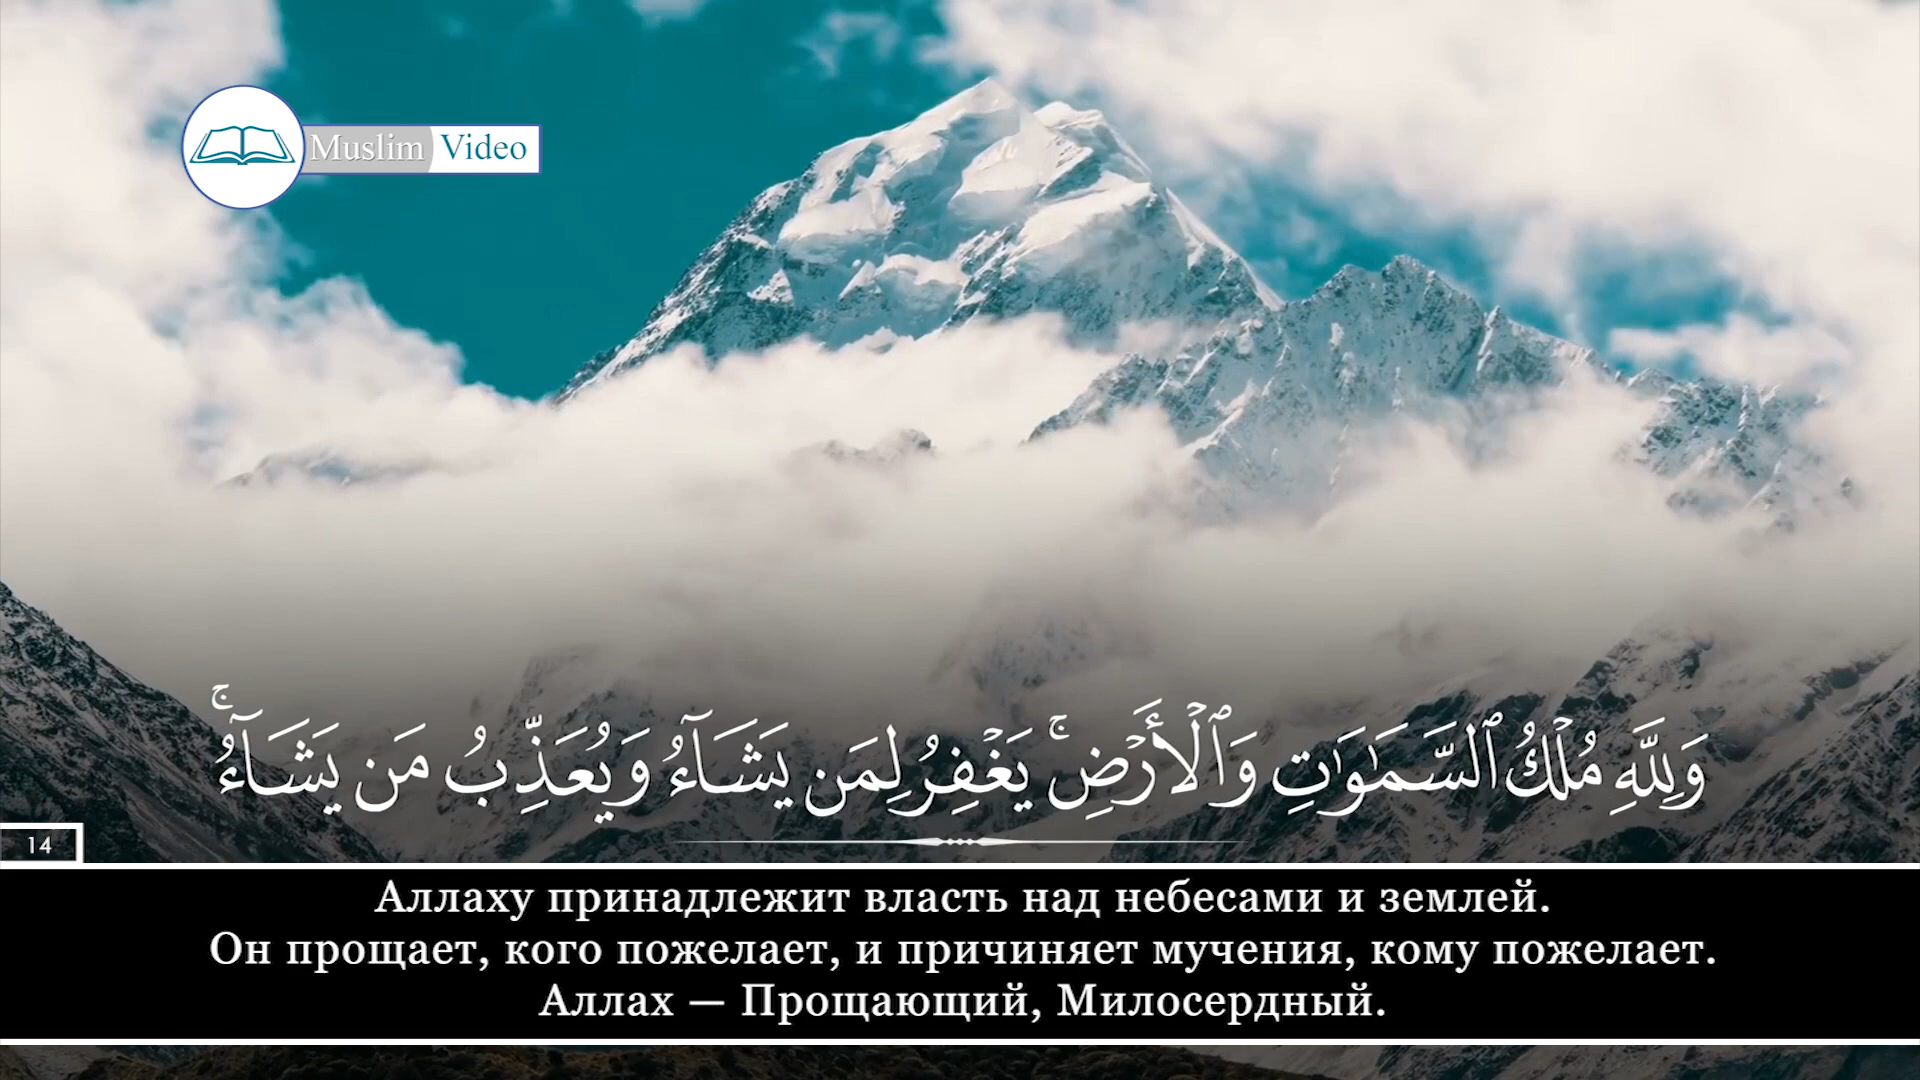 Muslim Video
وَلِلَّهِ مُلْكُ ٱلسَّمَٰوَٰتِ وَٱلْأَرْضِ ۚ يَغْفِرُ لِمَن يَشَآءُ وَيُعَذِّبُ مَن يَشَآءُ ۚ
14
Аллаху принадлежит власть над небесами и землей.
Он прощает, кого пожелает, и причиняет мучения, кому пожелает.
Аллах — Прощающий, Милосердный.